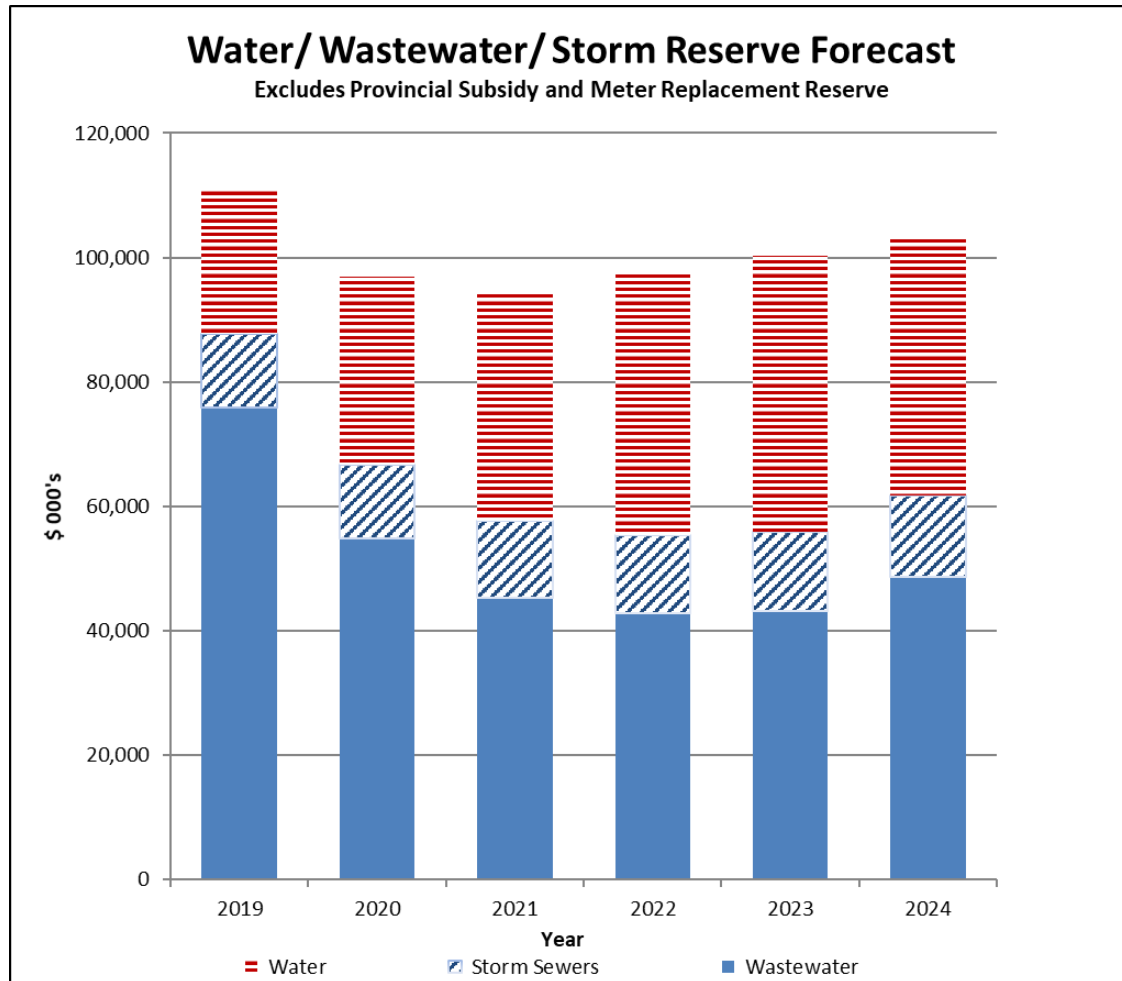 Water/ Wastewater/ Storm Reserve Forecast
Excludes Provincial Subsidy and Meter Replacement Reserve
120,000
100,000
80,000
60,000
40,000
20,000
0
$ 000's
2019 2020 2021 2022 2023 2024
Year
Water Storm Sewers Wastewater